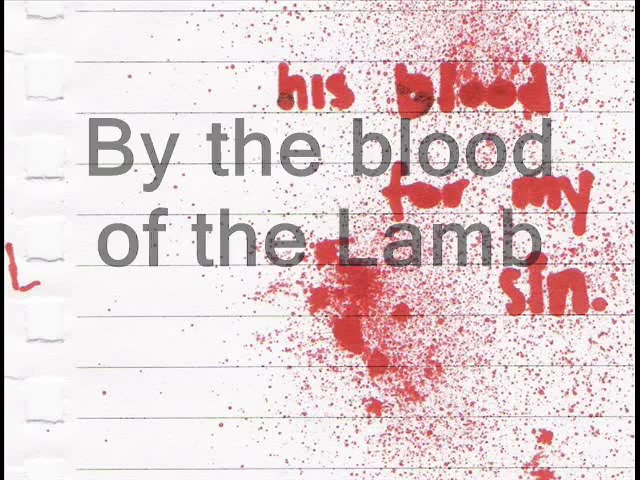 his blood
By the blood
for my
of the Lamb
sin.
L